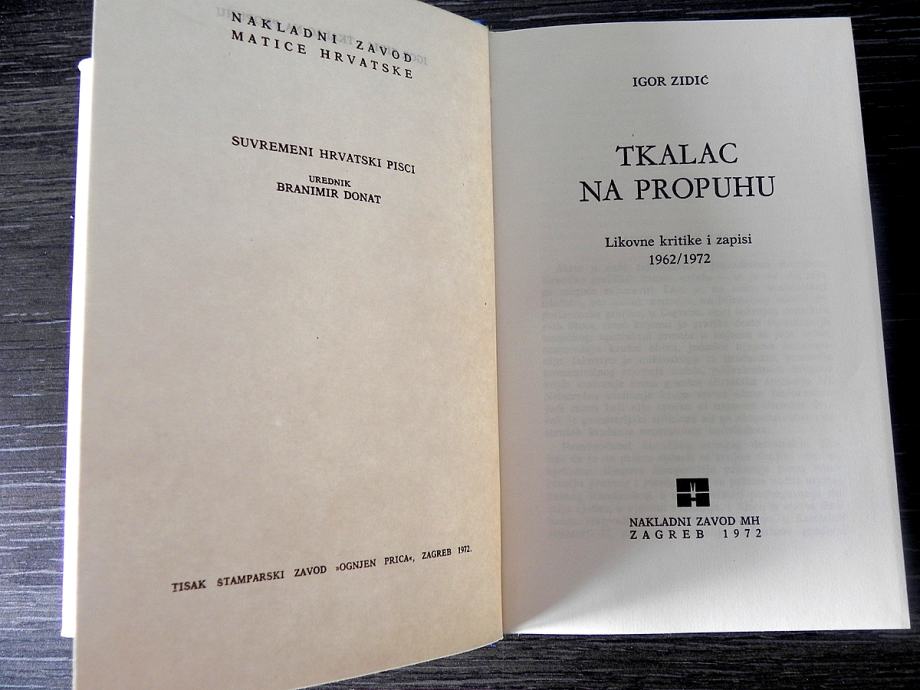 NAKLADNI ZAVOD
MATICE HRVATSKE
SUVREMENI HRVATSKI PISCI
UREDNIK
BRANIMIR DONAT
TISAK ŠTAMPARSKI ZAVOD »OGNJEN PRICA«, ZAGREB 1972.
IGOR ZIDIĆ
TKALAC
NA PROPUHU
Likovne kritike i zapisi
1962/1972
NAKLADNI ZAVOD MH
ZAGREB 1972